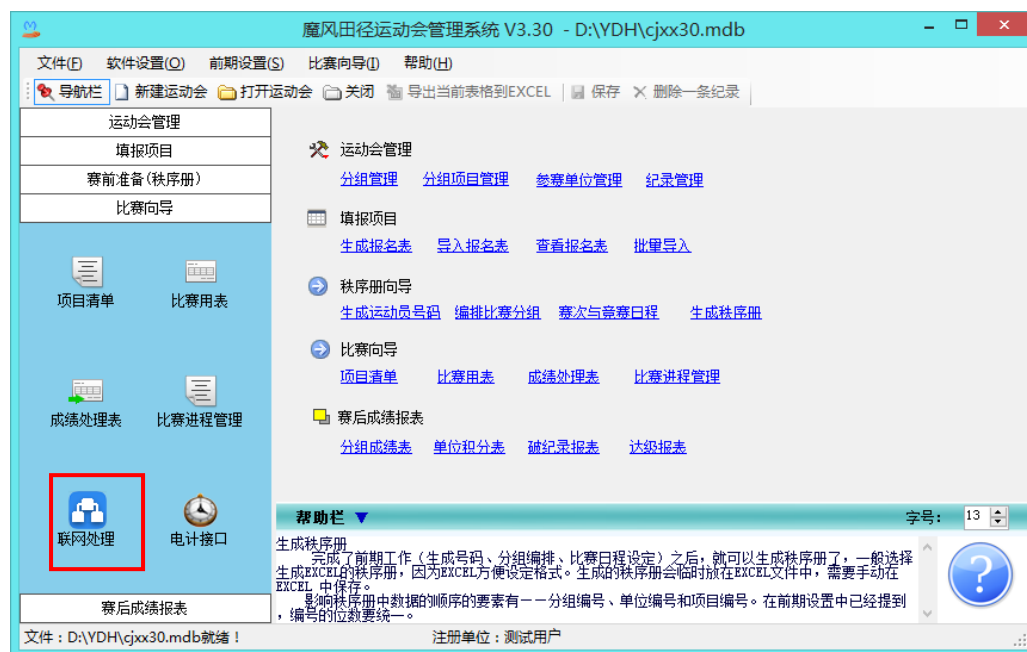 魔风田径运动会管理系统 V3.30 - D:\YDH\cjxx30.mdb
文件(F) 软件设置(O) 前期设置(S) 比赛向导(I) 帮助(H)
导航栏 新建运动会 打开运动会 关闭 导出当前表格到EXCEL 保存 删除一条纪录
运动会管理
填报项目
赛前准备(秩序册)
比赛向导
项目清单 比赛用表
成绩处理表 比赛进程管理
联网处理 电计接口
赛后成绩报表
运动会管理
分组管理 分组项目管理 参赛单位管理 纪录管理
填报项目
生成报名表 导入报名表 查看报名表 批量导入
秩序册向导
生成运动员号码 编排比赛分组 赛次与竞赛日程 生成秩序册
比赛向导
项目清单 比赛用表 成绩处理表 比赛进程管理
赛后成绩报表
分组成绩表 单位积分表 破纪录报表 达级报表
帮助栏 ▼ 字号: 13
生成秩序册
完成了前期工作（生成号码、分组编排、比赛日程设定）之后，就可以生成秩序册了，一般选择
生成EXCEL的秩序册，因为EXCEL方便设定格式。生成的秩序册会临时放在EXCEL文件中，需要手动在
EXCEL 中保存。
影响秩序册中数据的顺序的要素有——分组编号、单位编号和项目编号。在前期设置中已经提到
，编号的位数要统一。
文件：D:\YDH\cjxx30.mdb就绪！ 注册单位：测试用户